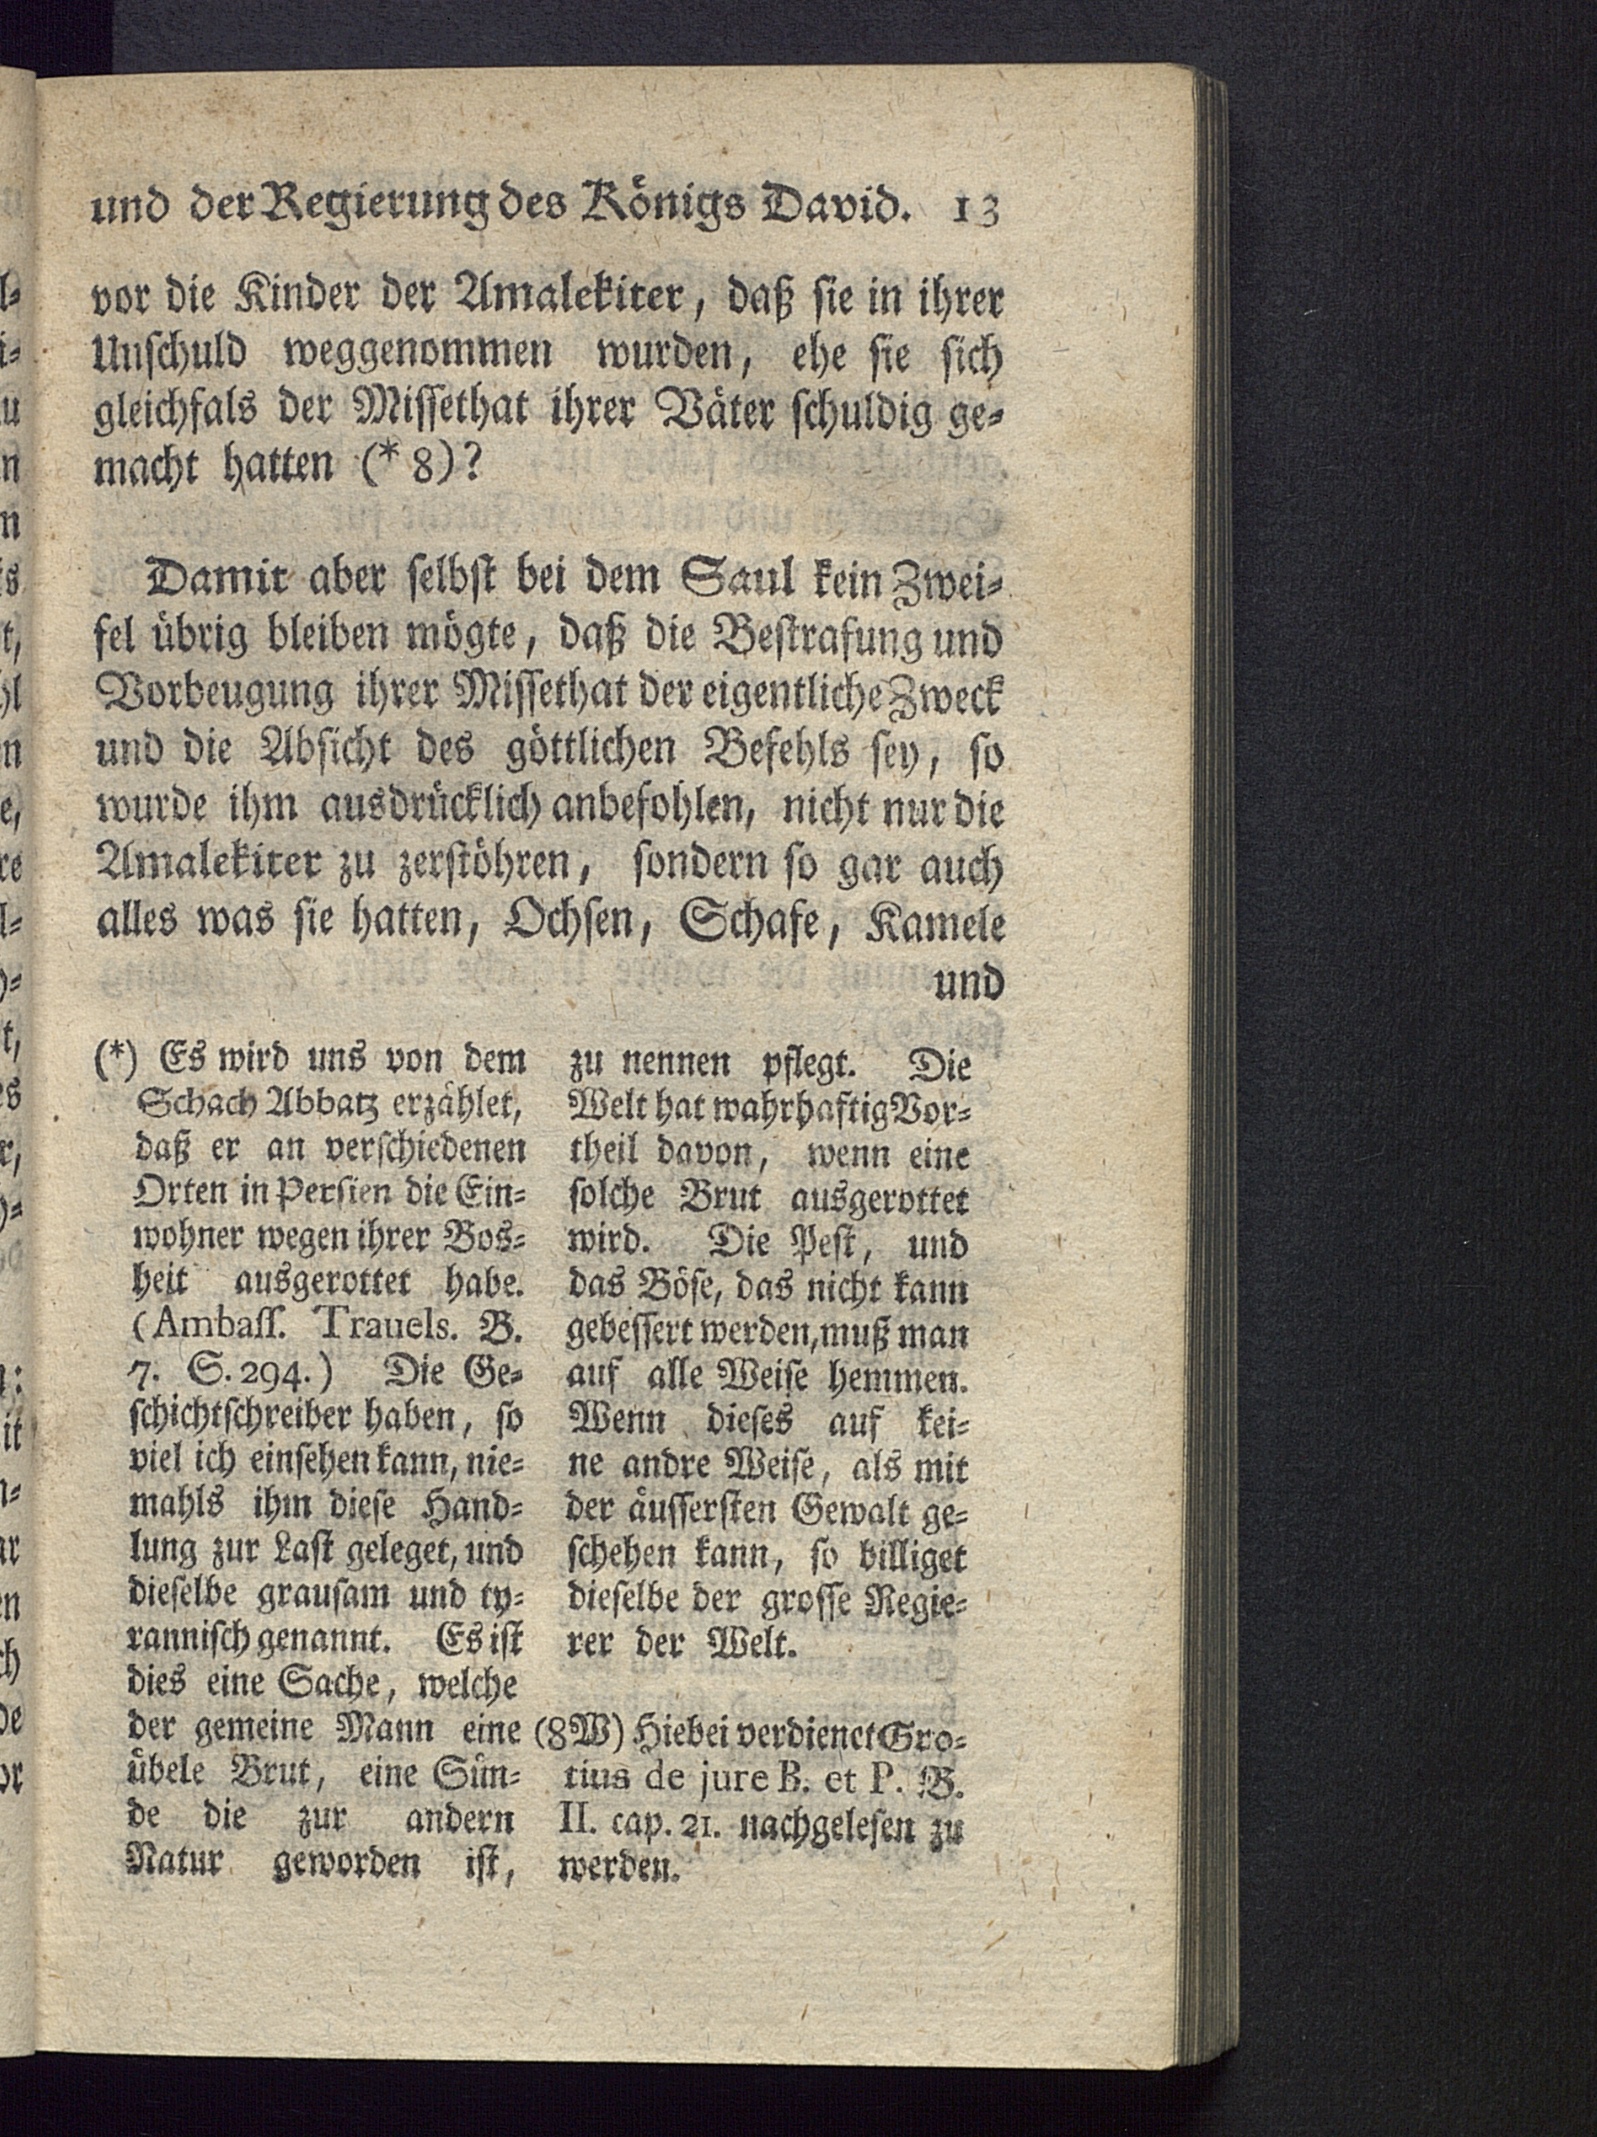 und der Regierung des Königs David. 13
vor die Kinder der Amalekiter, daß sie in ihrer
Unschuld weggenommen wurden, ehe sie sich
gleichfals der Missethat ihrer Väter schuldig ge-
macht hatten (* 8)?
Damit aber selbst bei dem Saul kein Zwei-
fel übrig bleiben mögte, daß die Bestrafung und
Vorbeugung ihrer Missethat der eigentliche Zweck
und die Absicht des göttlichen Befehls sey, so
wurde ihm ausdrücklich anbefohlen, nicht nur die
Amalekiter zu zerstöhren, sondern so gar auch
alles was sie hatten, Ochsen, Schafe, Kamele
und
(*) Es wird uns von dem
Schach Abbatz erzählet,
daß er an verschiedenen
Orten in Persien die Ein-
wohner wegen ihrer Bos-
heit ausgerottet habe.
(Ambass. Trauels. B.
7. S. 294.) Die Ge-
schichtschreiber haben, so
viel ich einsehen kann, nie-
mahls ihm diese Hand-
lung zur Last geleget, und
dieselbe grausam und ty-
rannisch genannt. Es ist
dies eine Sache, welche
der gemeine Mann eine
übele Brut, eine Sün-
de die zur andern
Natur geworden ist,
zu nennen pflegt. Die
Welt hat wahrhaftig Vor-
theil davon, wenn eine
solche Brut ausgerottet
wird. Die Pest, und
das Böse, das nicht kann
gebessert werden, muß man
auf alle Weise hemmen.
Wenn dieses auf kei-
ne andre Weise, als mit
der äussersten Gewalt ge-
schehen kann, so billiget
dieselbe der grosse Regie-
rer der Welt.
(8W) Hiebei verdienet Gro-
tius de jure B. et P. B.
II. cap. 21. nachgelesen zu
werden.